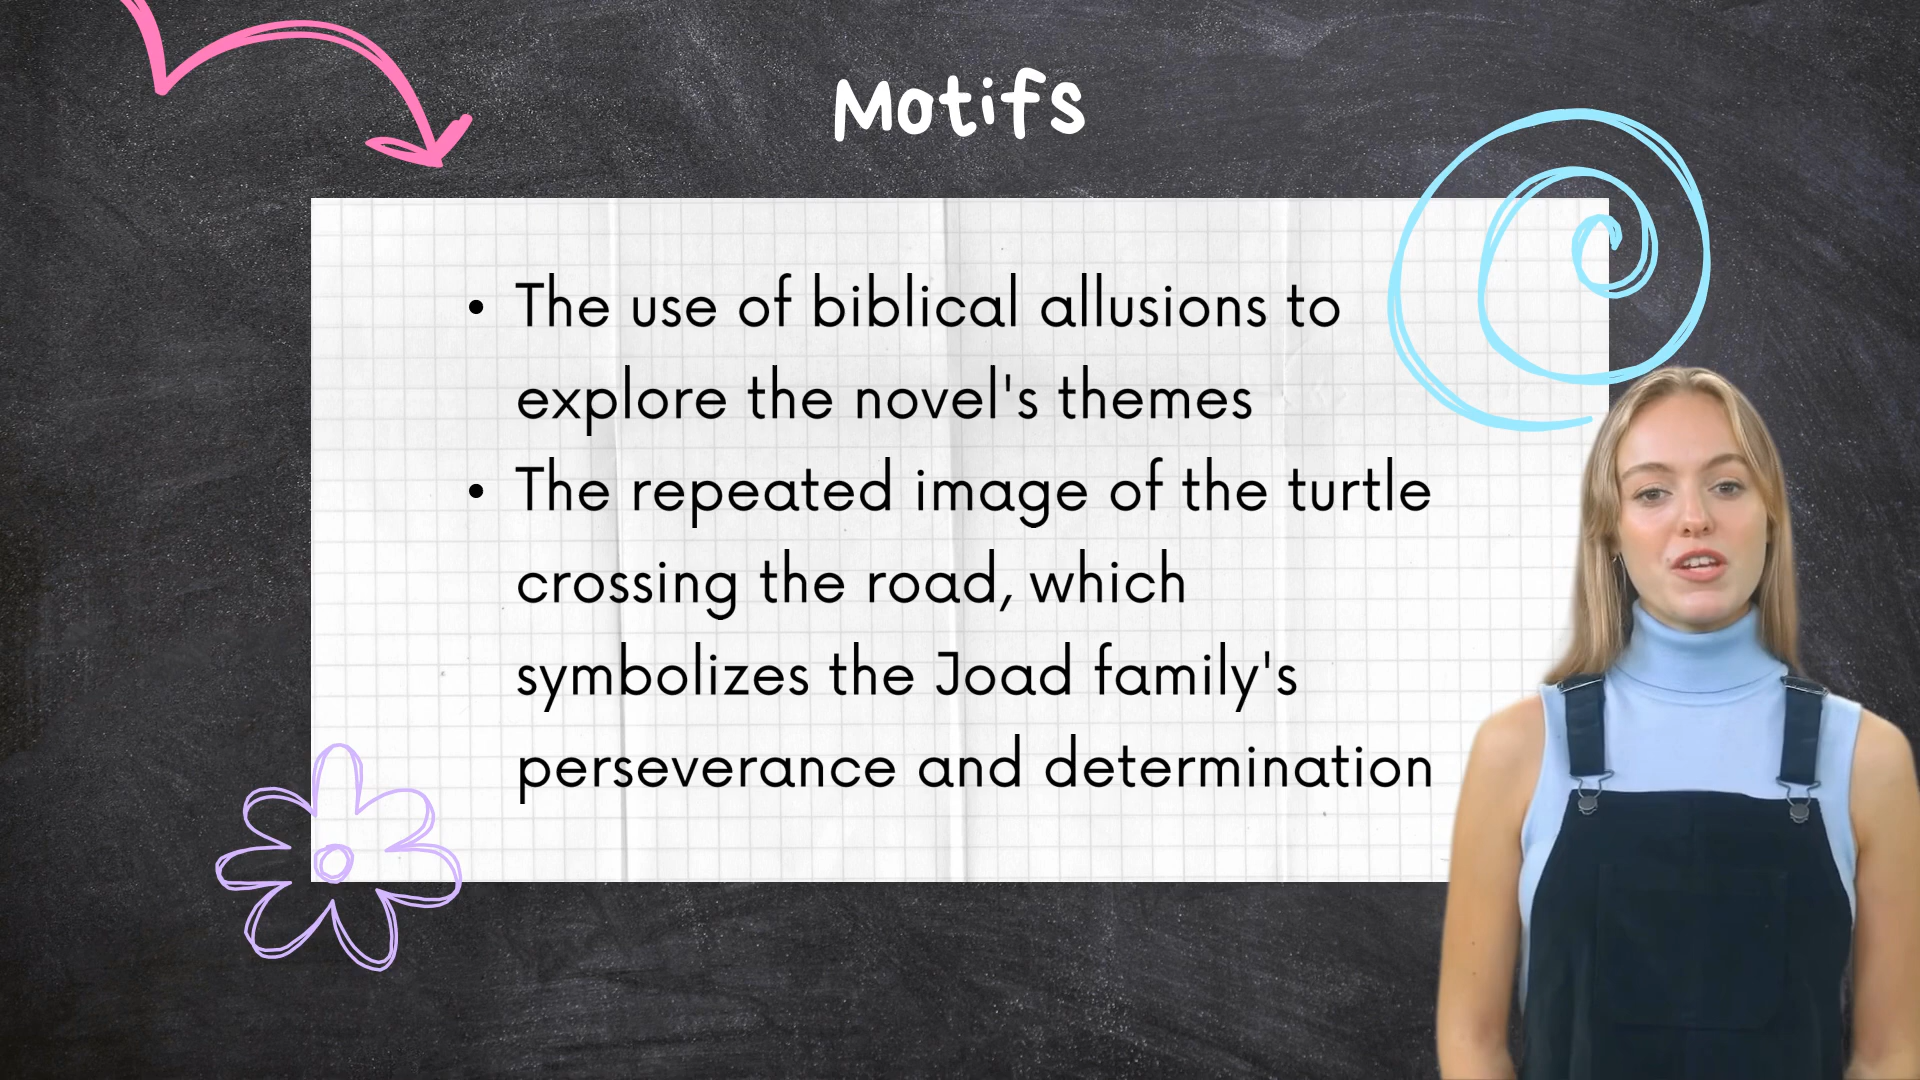 Motifs
• The use of biblical allusions to
explore the novel's themes
• The repeated image of the turtle
crossing the road, which
symbolizes the Joad family's
perseverance and determination